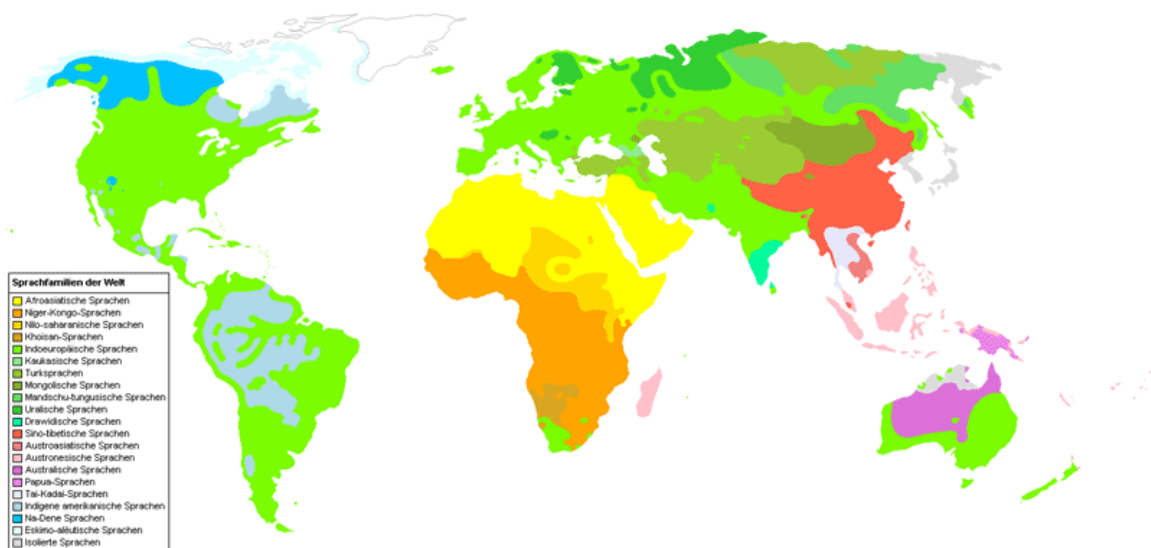 Sprachfamilien der Welt
Afroasiatische Sprachen
Niger-Kongo-Sprachen
Nilo-saharanische Sprachen
Khoisan-Sprachen
Indoeuropäische Sprachen
Kaukasische Sprachen
Turksprachen
Mongolische Sprachen
Mandschu-tungusische Sprachen
Uralische Sprachen
Drawidische Sprachen
Sino-tibetische Sprachen
Austroasiatische Sprachen
Austronesische Sprachen
Australische Sprachen
Papua-Sprachen
Tai-Kadai-Sprachen
Indigene amerikanische Sprachen
Na-Dene Sprachen
Eskimo-alëutische Sprachen
Isolierte Sprachen